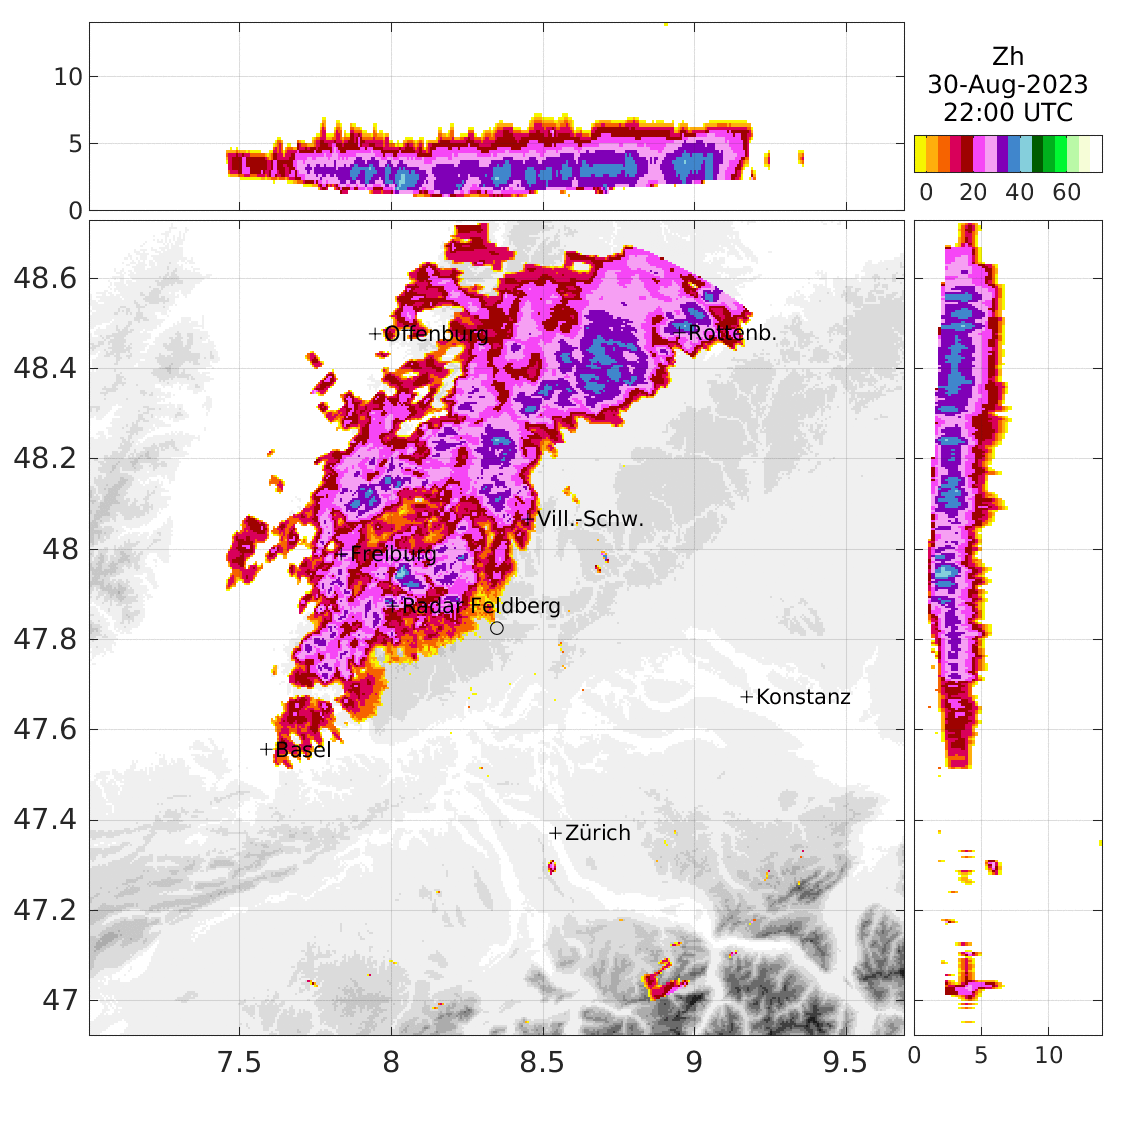 10
5
0
Zh
30-Aug-2023
22:00 UTC
0 20 40 60
48.6
48.4
48.2
48
47.8
47.6
47.4
47.2
47
Offenburg
Rottenb.
Vill.-Schw.
Freiburg
Radar Feldberg
Konstanz
Basel
Zürich
7.5 8 8.5 9 9.5
0 5 10